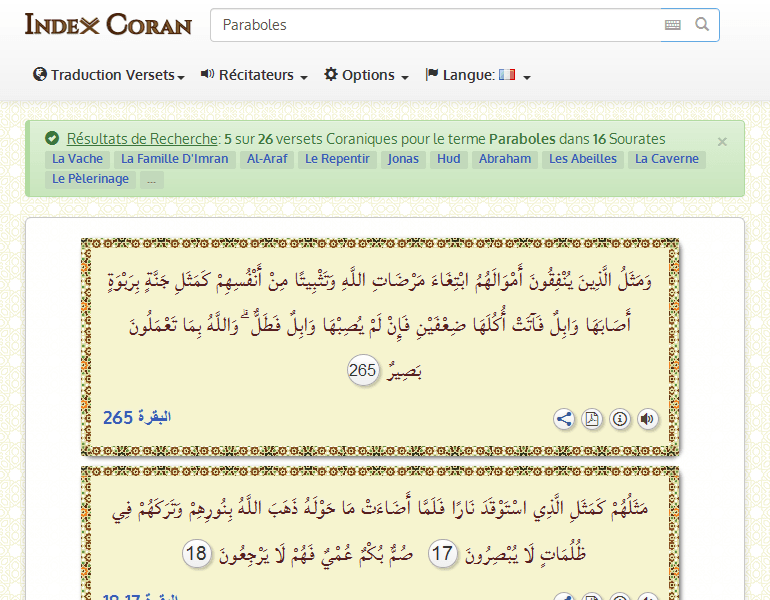 Index Coran
Paraboles
Traduction Versets
Récitateurs
Options
Langue:
Résultats de Recherche: 5 sur 26 versets Coraniques pour le terme Paraboles dans 16 Sourates
×
La Vache La Famille D'Imran Al-Araf Le Repentir Jonas Hud Abraham Les Abeilles La Caverne
Le Pèlerinage ...
وَمَثَلُ الَّذِينَ يُنْفِقُونَ أَمْوَالَهُمُ ابْتِغَاءَ مَرْضَاتِ اللَّهِ وَتَثْبِيتًا مِنْ أَنْفُسِهِمْ كَمَثَلِ جَنَّةٍ بِرَبْوَةٍ
أَصَابَهَا وَابِلٌ فَآتَتْ أُكُلَهَا ضِعْفَيْنِ فَإِنْ لَمْ يُصِبْهَا وَابِلٌ فَطَلٌّ ۗ وَاللَّهُ بِمَا تَعْمَلُونَ
بَصِيرٌ 265
البقرة 265
مَثَلُهُمْ كَمَثَلِ الَّذِي اسْتَوْقَدَ نَارًا فَلَمَّا أَضَاءَتْ مَا حَوْلَهُ ذَهَبَ اللَّهُ بِنُورِهِمْ وَتَرَكَهُمْ فِي
ظُلُمَاتٍ لَا يُبْصِرُونَ 17 صُمٌّ بُكْمٌ عُمْيٌ فَهُمْ لَا يَرْجِعُونَ 18
البقرة 17-18